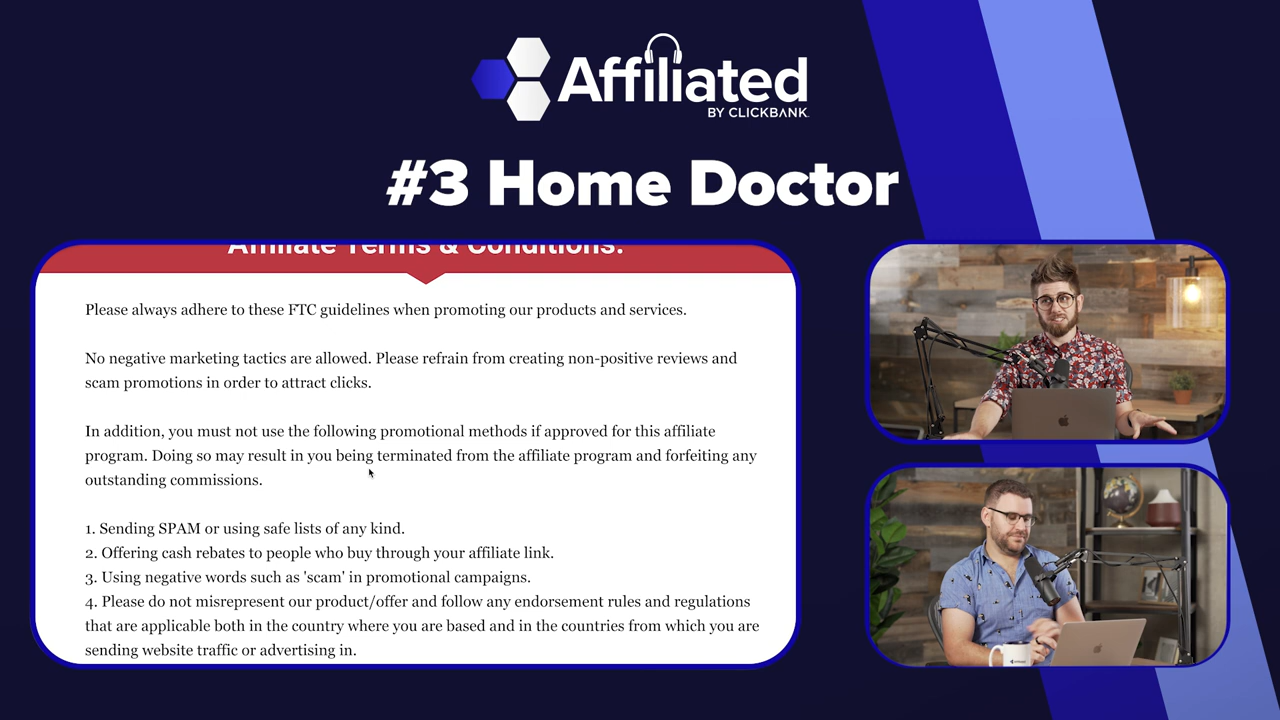 Affiliated
BY CLICKBANK
#3 Home Doctor
Affiliate Terms & Conditions:
Please always adhere to these FTC guidelines when promoting our products and services.
No negative marketing tactics are allowed. Please refrain from creating non-positive reviews and
scam promotions in order to attract clicks.
In addition, you must not use the following promotional methods if approved for this affiliate
program. Doing so may result in you being terminated from the affiliate program and forfeiting any
outstanding commissions.
1. Sending SPAM or using safe lists of any kind.
2. Offering cash rebates to people who buy through your affiliate link.
3. Using negative words such as 'scam' in promotional campaigns.
4. Please do not misrepresent our product/offer and follow any endorsement rules and regulations
that are applicable both in the country where you are based and in the countries from which you are
sending website traffic or advertising in.